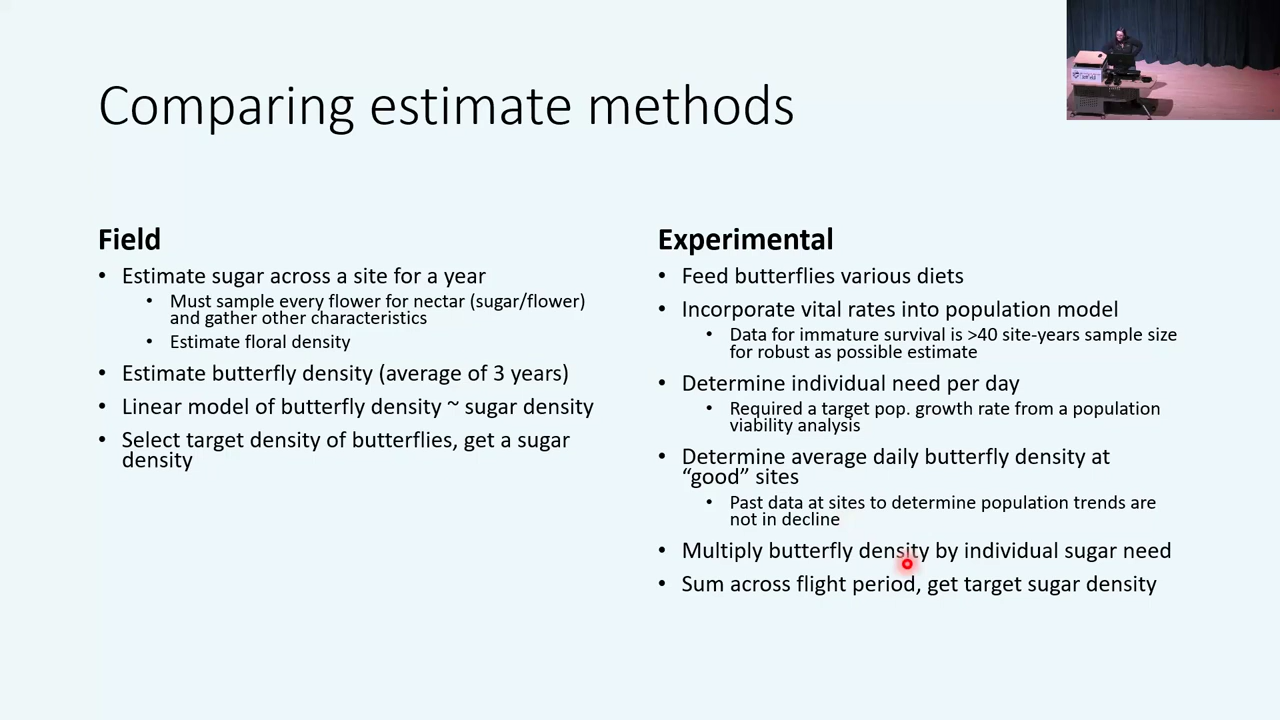 Comparing estimate methods
Field
• Estimate sugar across a site for a year
• Must sample every flower for nectar (sugar/flower)
and gather other characteristics
• Estimate floral density
• Estimate butterfly density (average of 3 years)
• Linear model of butterfly density ~ sugar density
• Select target density of butterflies, get a sugar
density
Experimental
• Feed butterflies various diets
• Incorporate vital rates into population model
• Data for immature survival is >40 site-years sample size
for robust as possible estimate
• Determine individual need per day
• Required a target pop. growth rate from a population
viability analysis
• Determine average daily butterfly density at
“good” sites
• Past data at sites to determine population trends are
not in decline
• Multiply butterfly density by individual sugar need
• Sum across flight period, get target sugar density